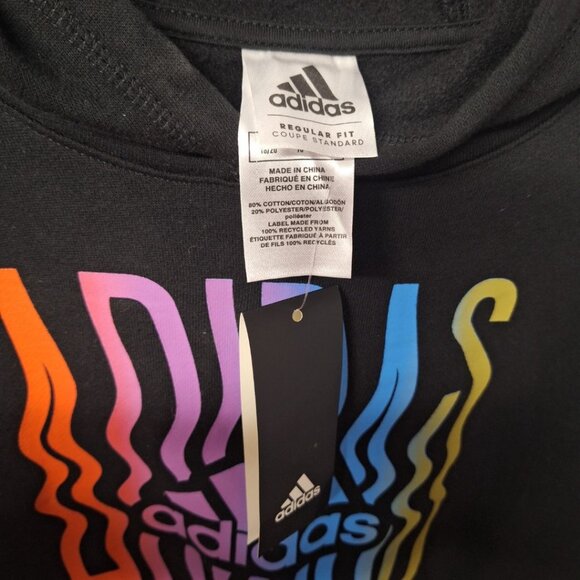 adidas
REGULAR FIT
COUPE STANDARD
MADE IN CHINA
FABRIQUÉ EN CHINE
HECHO EN CHINA
80% COTTON/COTON/ALGODÓN
20% POLYESTER/POLYESTER/
poliéster
LABEL MADE FROM
100% RECYCLED YARNS
ÉTIQUETTE FABRIQUÉ À PARTIR
DE FILS 100% RECYCLÉS
ADIDAS
adidas
adidas